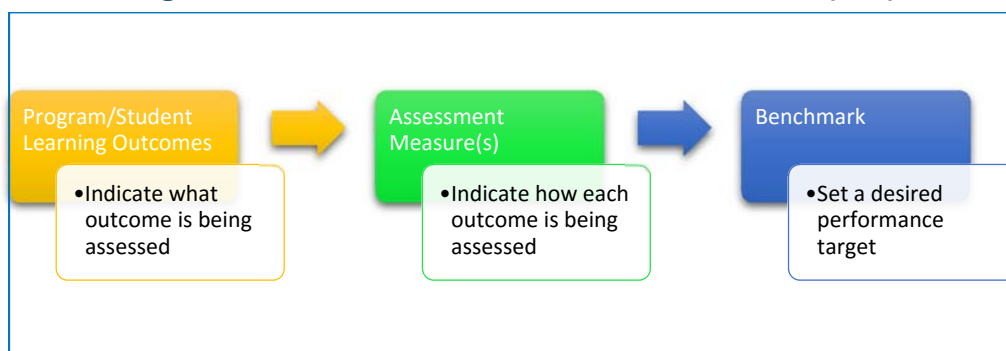 Program/Student
Learning Outcomes
•Indicate what
outcome is being
assessed
Assessment
Measure(s)
•Indicate how each
outcome is being
assessed
Benchmark
•Set a desired
performance
target